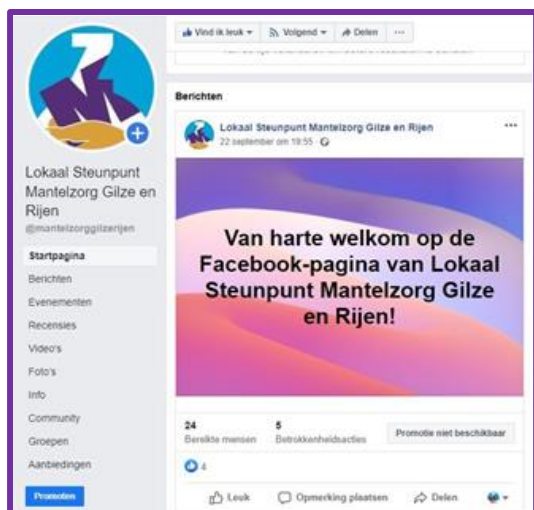 Vind ik leuk
Volgend
Delen
Berichten
Lokaal Steunpunt Mantelzorg Gilze en Rijen
22 september om 19:55
Van harte welkom op de
Facebook-pagina van Lokaal
Steunpunt Mantelzorg Gilze
en Rijen!
24
Bereikte mensen
5
Betrokkenheidsacties
Promotie niet beschikbaar
4
Leuk
Opmerking plaatsen
Delen
Lokaal Steunpunt
Mantelzorg Gilze en
Rijen
@mantelzorggilzerijen
Startpagina
Berichten
Evenementen
Recensies
Video's
Foto's
Info
Community
Groepen
Aanbiedingen
Promoten